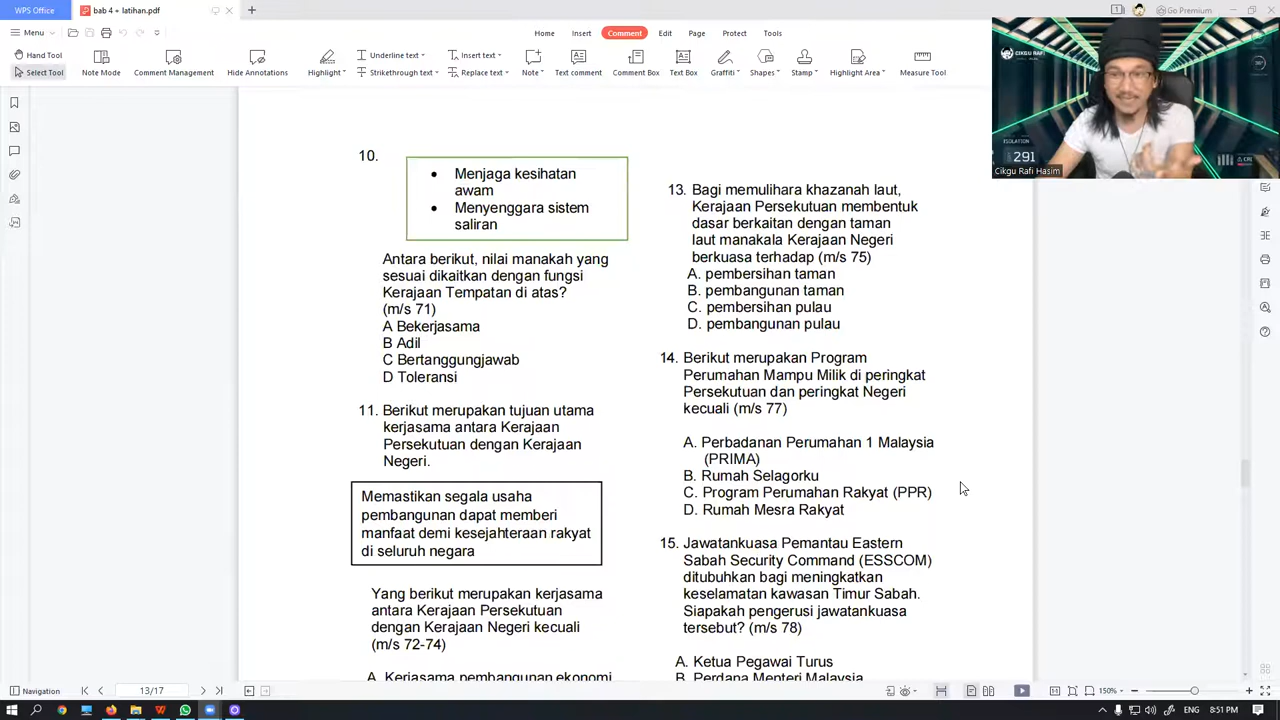 WPS Office
bab 4 + latihan.pdf
Go Premium
Menu
Home
Insert
Comment
Edit
Page
Protect
Tools
Hand Tool
Select Tool
Note Mode
Comment Management
Hide Annotations
Highlight
Underline text
Strikethrough text
Insert text
Replace text
Note
Text comment
Comment Box
Text Box
Graffiti
Shapes
Stamp
Highlight Area
Measure Tool
CIKGU RAFI
ISOLATION
291
Cikgu Rafi Hasim
10.
• Menjaga kesihatan
awam
• Menyenggara sistem
saliran
Antara berikut, nilai manakah yang
sesuai dikaitkan dengan fungsi
Kerajaan Tempatan di atas?
(m/s 71)
A Bekerjasama
B Adil
C Bertanggungjawab
D Toleransi
11. Berikut merupakan tujuan utama
kerjasama antara Kerajaan
Persekutuan dengan Kerajaan
Negeri.
Memastikan segala usaha
pembangunan dapat memberi
manfaat demi kesejahteraan rakyat
di seluruh negara
Yang berikut merupakan kerjasama
antara Kerajaan Persekutuan
dengan Kerajaan Negeri kecuali
(m/s 72-74)
A. Kerjasama pembangunan ekonomi
13. Bagi memulihara khazanah laut,
Kerajaan Persekutuan membentuk
dasar berkaitan dengan taman
laut manakala Kerajaan Negeri
berkuasa terhadap (m/s 75)
A. pembersihan taman
B. pembangunan taman
C. pembersihan pulau
D. pembangunan pulau
14. Berikut merupakan Program
Perumahan Mampu Milik di peringkat
Persekutuan dan peringkat Negeri
kecuali (m/s 77)
A. Perbadanan Perumahan 1 Malaysia
(PRIMA)
B. Rumah Selagorku
C. Program Perumahan Rakyat (PPR)
D. Rumah Mesra Rakyat
15. Jawatankuasa Pemantau Eastern
Sabah Security Command (ESSCOM)
ditubuhkan bagi meningkatkan
keselamatan kawasan Timur Sabah.
Siapakah pengerusi jawatankuasa
tersebut? (m/s 78)
A. Ketua Pegawai Turus
B. Perdana Menteri Malaysia
Navigation
13/17
150%
ENG
8:51 PM